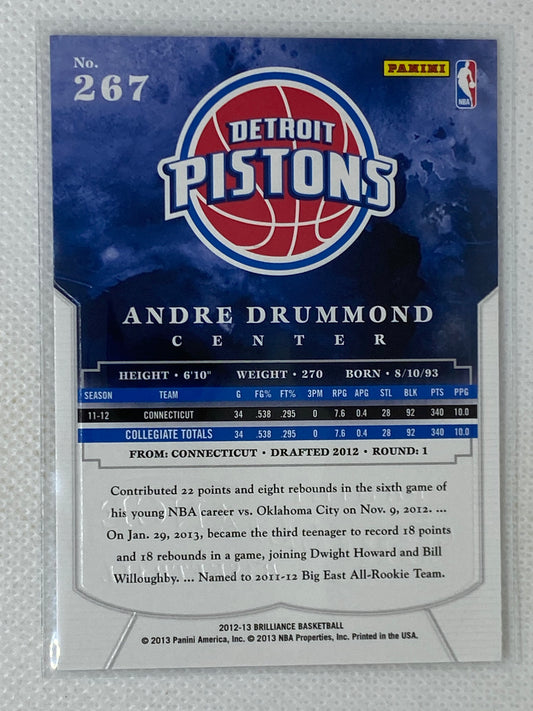 No.
267
PANINI
NBA
DETROIT
PISTONS
ANDRE DRUMMOND
CENTER
HEIGHT • 6'10" WEIGHT • 270 BORN • 8/10/93
SEASON TEAM G FG% FT% 3PM RPG APG STL BLK PTS PPG
11-12 CONNECTICUT 34 .538 .295 0 7.6 0.4 28 92 340 10.0
COLLEGIATE TOTALS 34 .538 .295 0 7.6 0.4 28 92 340 10.0
FROM: CONNECTICUT • DRAFTED 2012 • ROUND: 1
Contributed 22 points and eight rebounds in the sixth game of
his young NBA career vs. Oklahoma City on Nov. 9, 2012. ...
On Jan. 29, 2013, became the third teenager to record 18 points
and 18 rebounds in a game, joining Dwight Howard and Bill
Willoughby. ... Named to 2011-12 Big East All-Rookie Team.
2012-13 BRILLIANCE BASKETBALL
© 2013 Panini America, Inc. © 2013 NBA Properties, Inc. Printed in the USA.